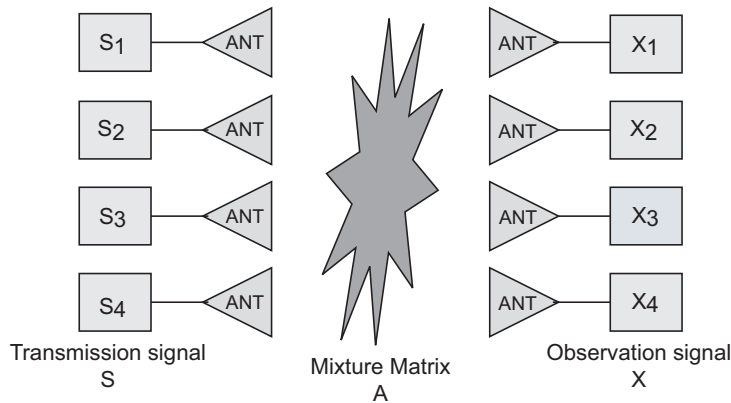 S1 ANT ANT X1
S2 ANT ANT X2
S3 ANT ANT X3
S4 ANT ANT X4
Transmission signal
S
Mixture Matrix
A
Observation signal
X